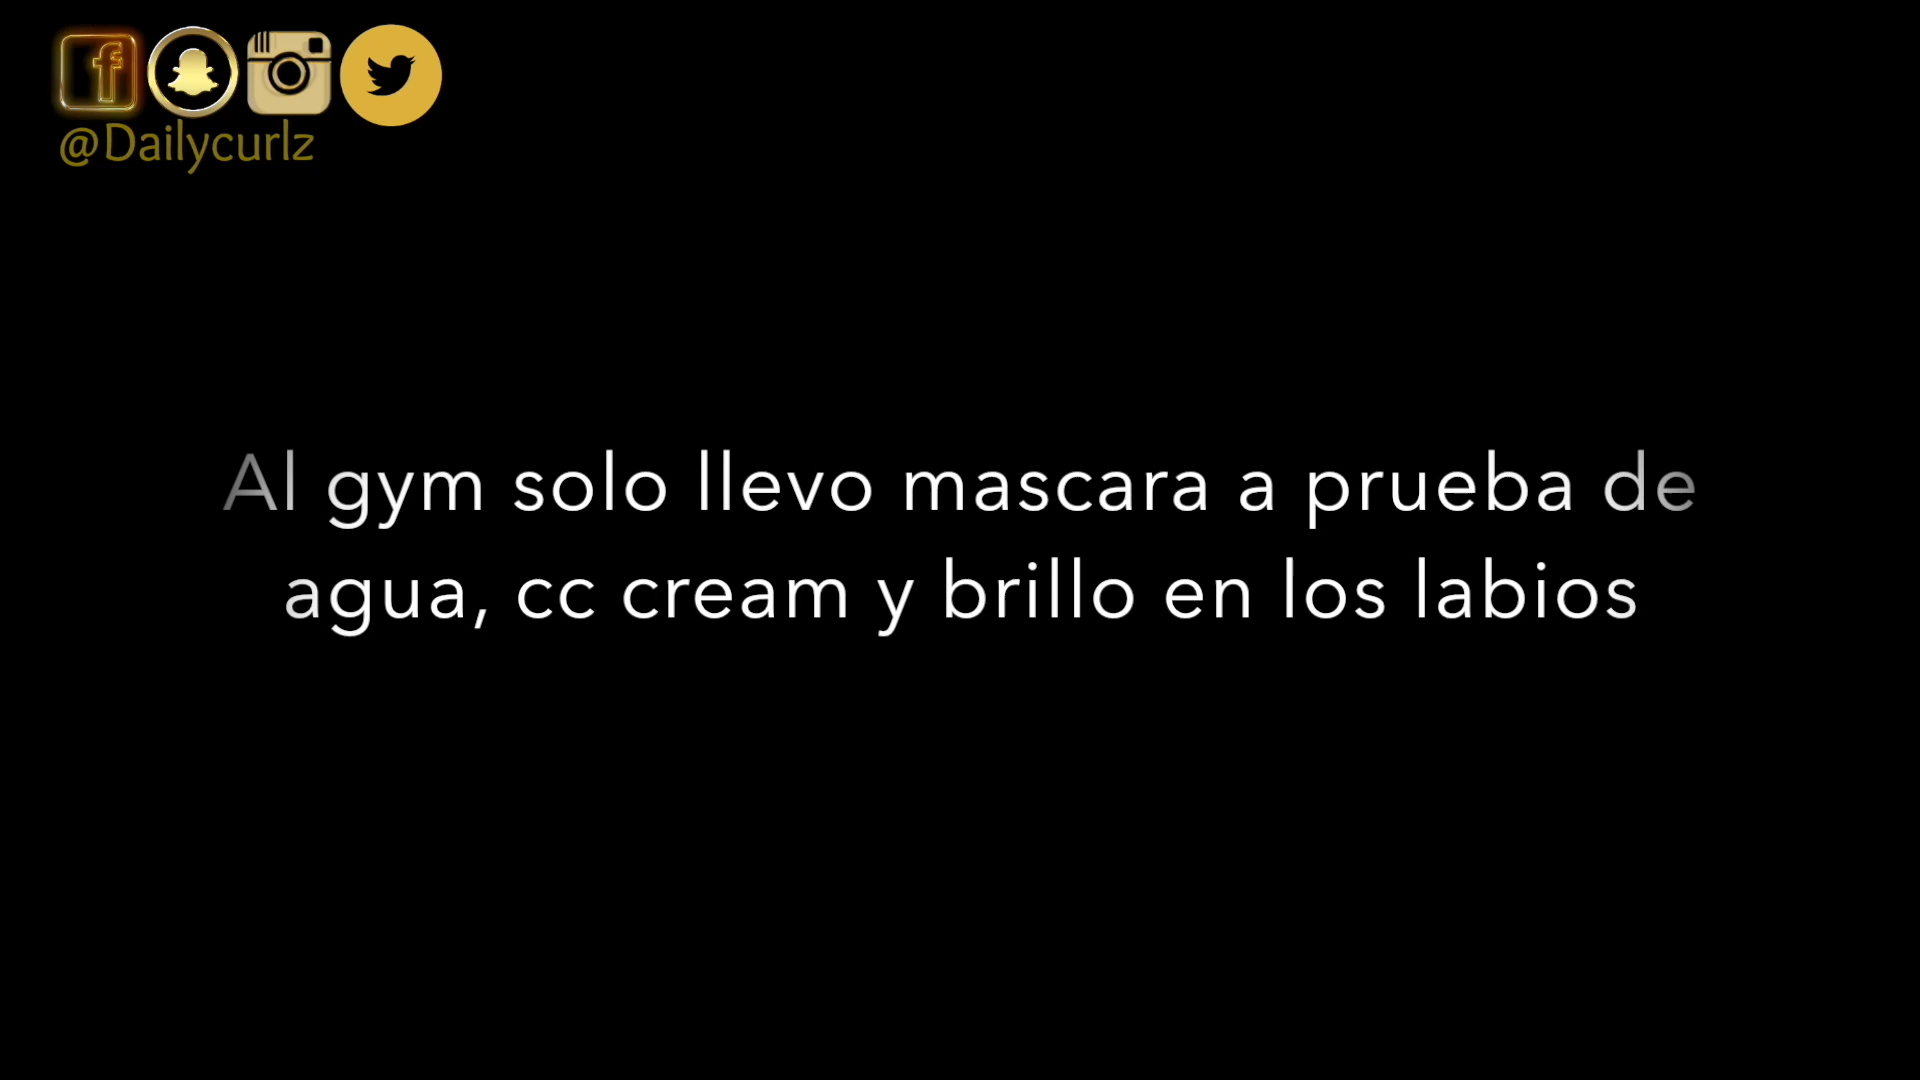 @Dailycurlz
Al gym solo llevo mascara a prueba de
agua, cc cream y brillo en los labios